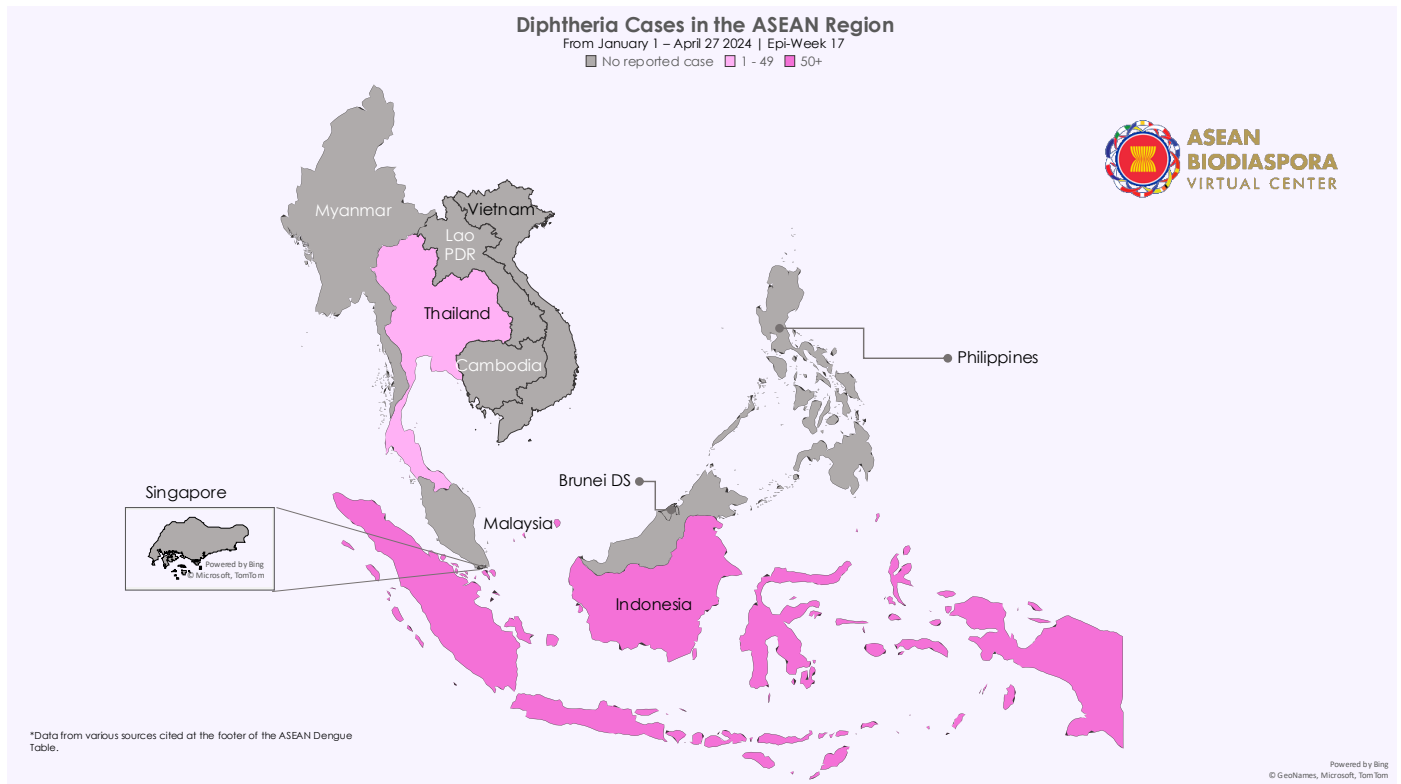 Diphtheria Cases in the ASEAN Region
From January 1 – April 27 2024 | Epi-Week 17
No reported case 1 - 49 50+
ASEAN
BIODIASPORA
VIRTUAL CENTER
Myanmar
Vietnam
Lao
PDR
Thailand
Cambodia
Philippines
Brunei DS
Singapore
Malaysia
Powered by Bing
© Microsoft, TomTom
Indonesia
*Data from various sources cited at the footer of the ASEAN Dengue
Table.
Powered by Bing
© GeoNames, Microsoft, TomTom